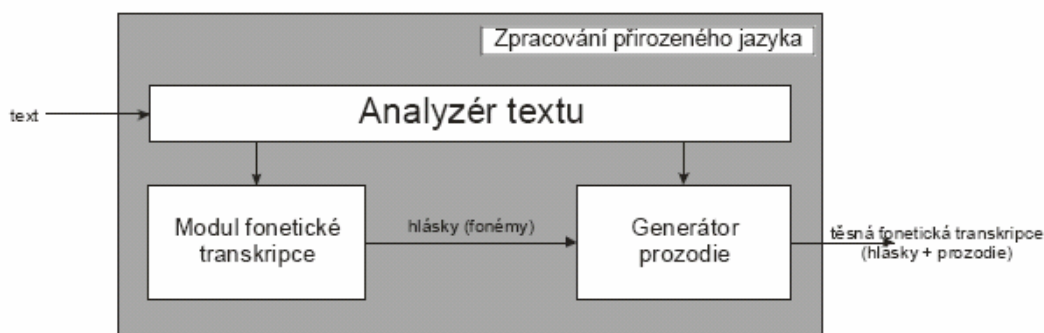 Zpracování přirozeného jazyka
text
Analyzér textu
Modul fonetické
transkripce
hlásky (fonémy)
Generátor
prozodie
těsná fonetická transkripce
(hlásky + prozodie)